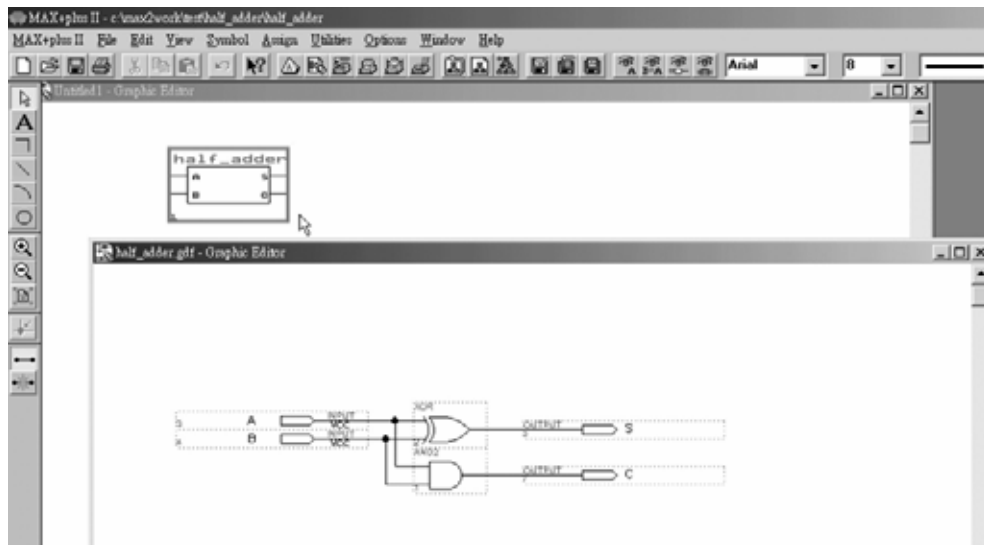 MAX+plus II - c:\max2work\test\half_adder\half_adder
MAX+plus II File Edit View Symbol Assign Utilities Options Window Help
Arial 8
Untitled1 - Graphic Editor
half_adder
A S
B C
half_adder.gdf - Graphic Editor
XOR
A INPUT VCC OUTPUT S
B INPUT VCC
AND2
OUTPUT C